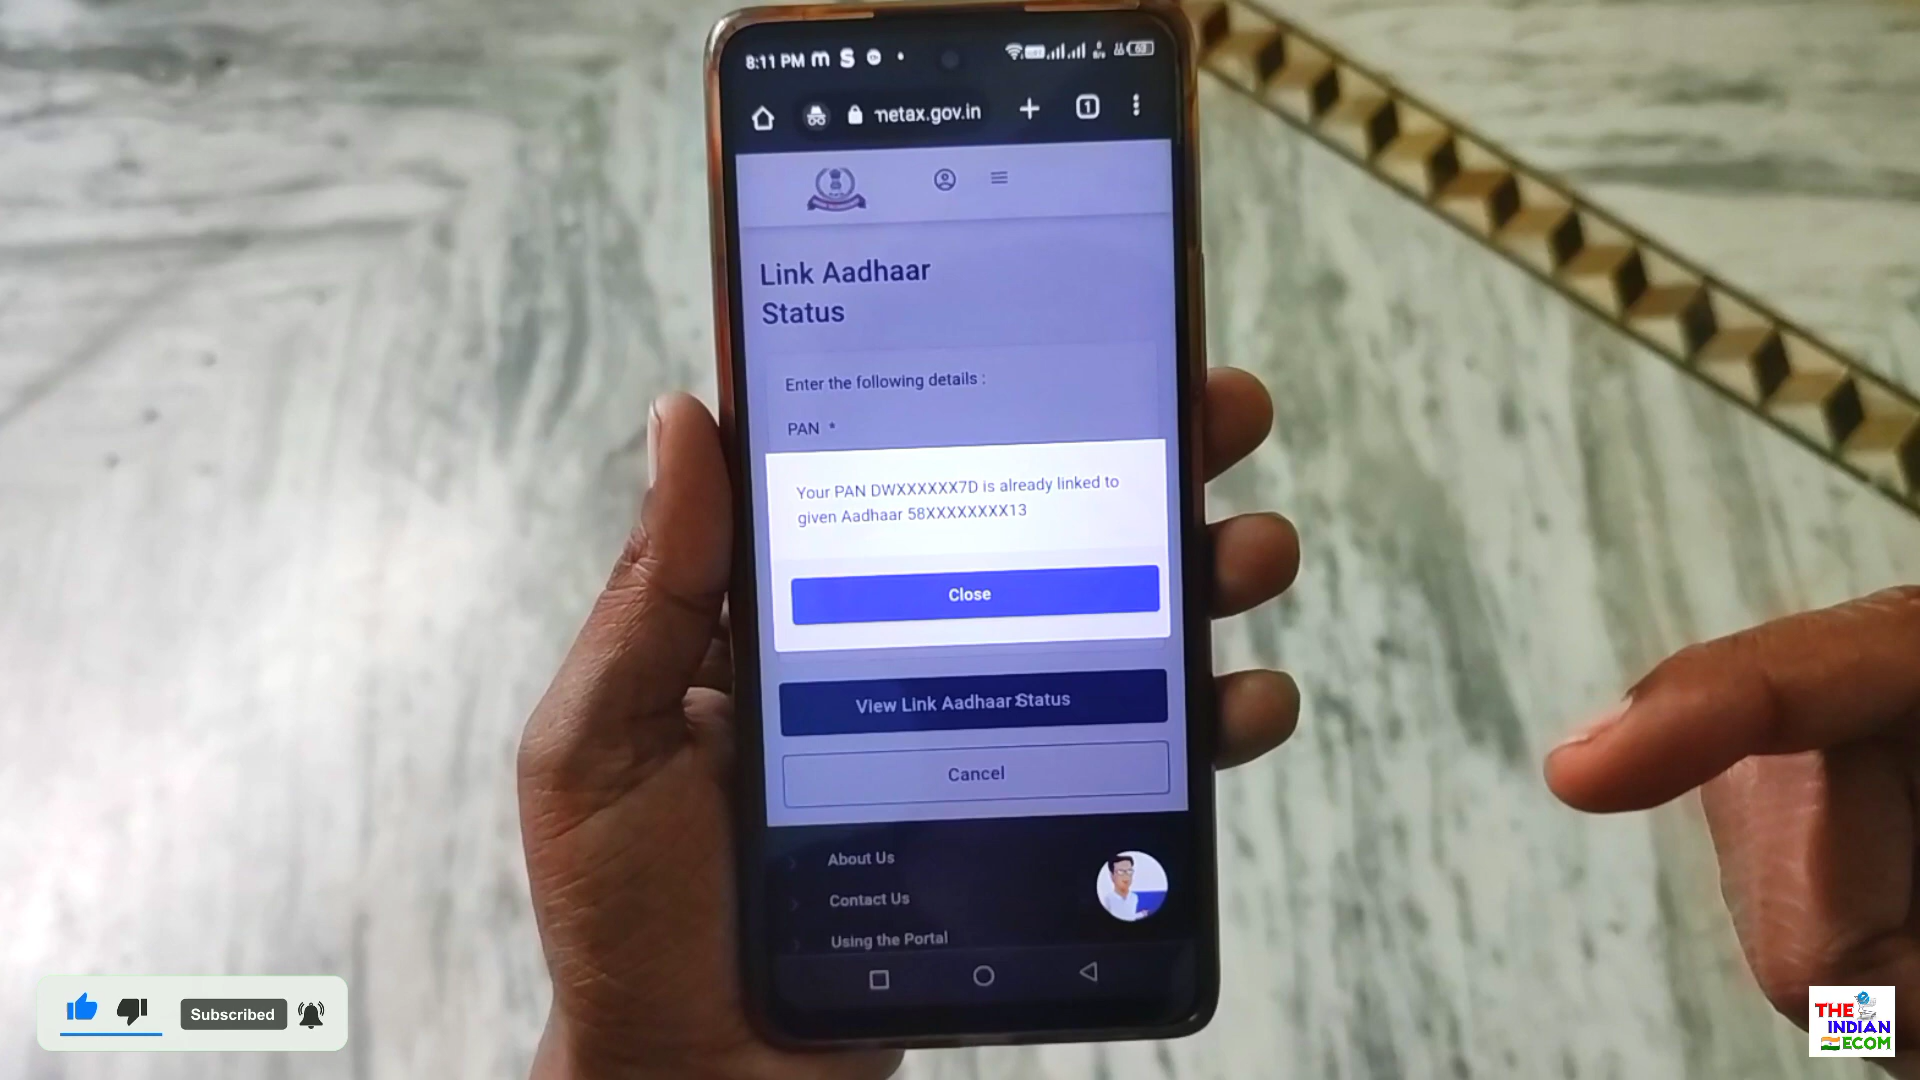 8:11 PM m S
netax.gov.in
1
63
Link Aadhaar
Status
Enter the following details :
PAN *
Your PAN DWXXXXXX7D is already linked to
given Aadhaar 58XXXXXXXX13
Close
View Link Aadhaar Status
Cancel
About Us
Contact Us
Using the Portal
Subscribed
THE
INDIAN
ECOM